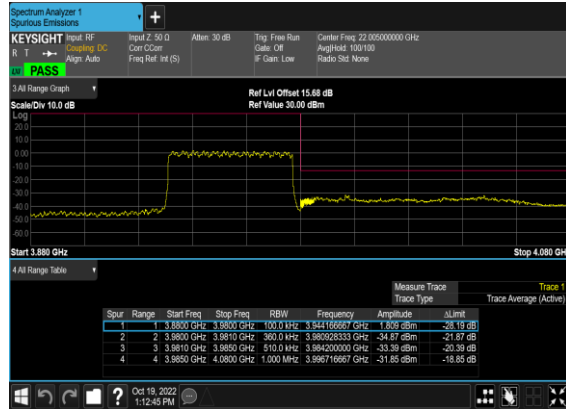 Spectrum Analyzer 1
Spurious Emissions
+
KEYSIGHT Input: RF Input Z: 50 Ω Atten: 30 dB Trig: Free Run Center Freq: 22.005000000 GHz
R T Coupling: DC Corr CCorr Gate: Off Avg|Hold: 100/100
Align: Auto Freq Ref: Int (S) IF Gain: Low Radio Std: None
PASS
3 All Range Graph
Ref Lvl Offset 15.68 dB
Scale/Div 10.0 dB Ref Value 30.00 dBm
Log
20.0
10.0
0.00
-10.0
-20.0
-30.0
-40.0
-50.0
-60.0
Start 3.880 GHz Stop 4.080 GH
4 All Range Table
Measure Trace Trace 1
Trace Type Trace Average (Active)
Spur Range Start Freq Stop Freq RBW Frequency Amplitude ΔLimit
1 1 3.8800 GHz 3.9800 GHz 100.0 kHz 3.944166667 GHz 1.809 dBm -28.19 dB
2 2 3.9800 GHz 3.9810 GHz 360.0 kHz 3.980928333 GHz -34.87 dBm -21.87 dB
3 3 3.9810 GHz 3.9850 GHz 510.0 kHz 3.984200000 GHz -33.39 dBm -20.39 dB
4 4 3.9850 GHz 4.0800 GHz 1.000 MHz 3.996716667 GHz -31.85 dBm -18.85 dB
? Oct 19, 2022
1:12:45 PM